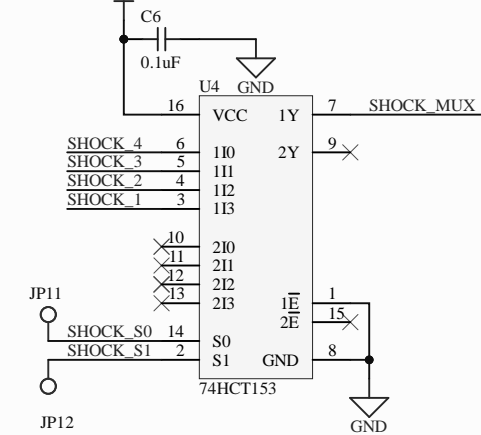 C6
0.1uF
GND
U4
16 VCC 1Y 7 SHOCK_MUX
SHOCK_4 6 1I0 2Y 9
SHOCK_3 5 1I1
SHOCK_2 4 1I2
SHOCK_1 3 1I3
10 2I0
11 2I1
12 2I2
13 2I3 1E 1
JP11 2E 15
SHOCK_S0 14 S0
SHOCK_S1 2 S1 GND 8
74HCT153
JP12
GND